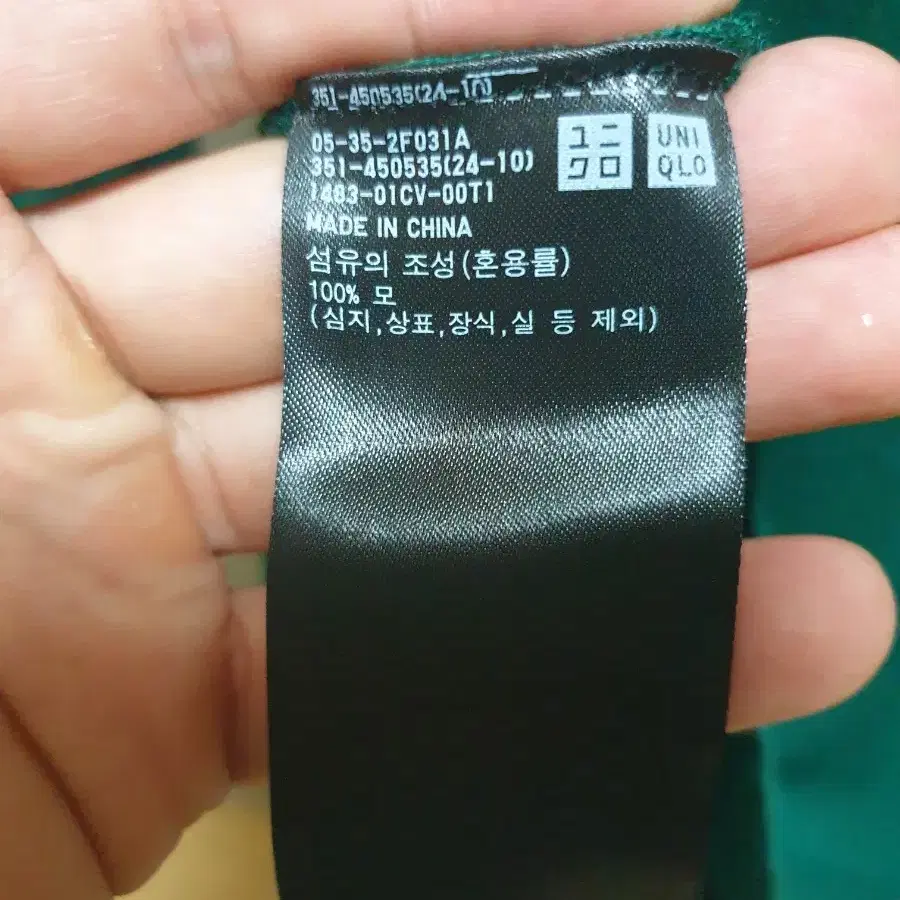 351-450535(24-10)
05-35-2F031A
351-450535(24-10)
1483-01CV-00T1
ユニ
クロ
UNI
QLO
MADE IN CHINA
섬유의 조성(혼용률)
100% 모
(심지,상표,장식,실 등 제외)